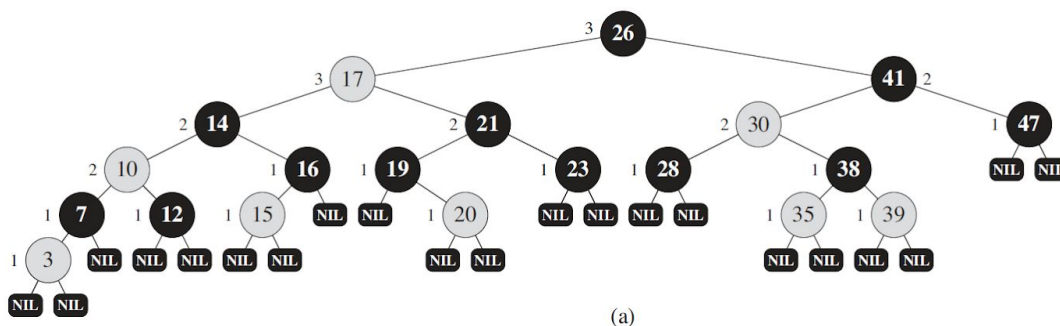 3 26
3 17 41 2
2 14 2 21 2 30 1 47
2 10 1 16 1 19 1 23 1 28 1 38 NIL NIL
1 7 1 12 1 15 NIL NIL 1 20 NIL NIL NIL NIL 1 35 1 39
1 3 NIL NIL NIL NIL NIL NIL NIL NIL NIL NIL NIL
NIL NIL
(a)